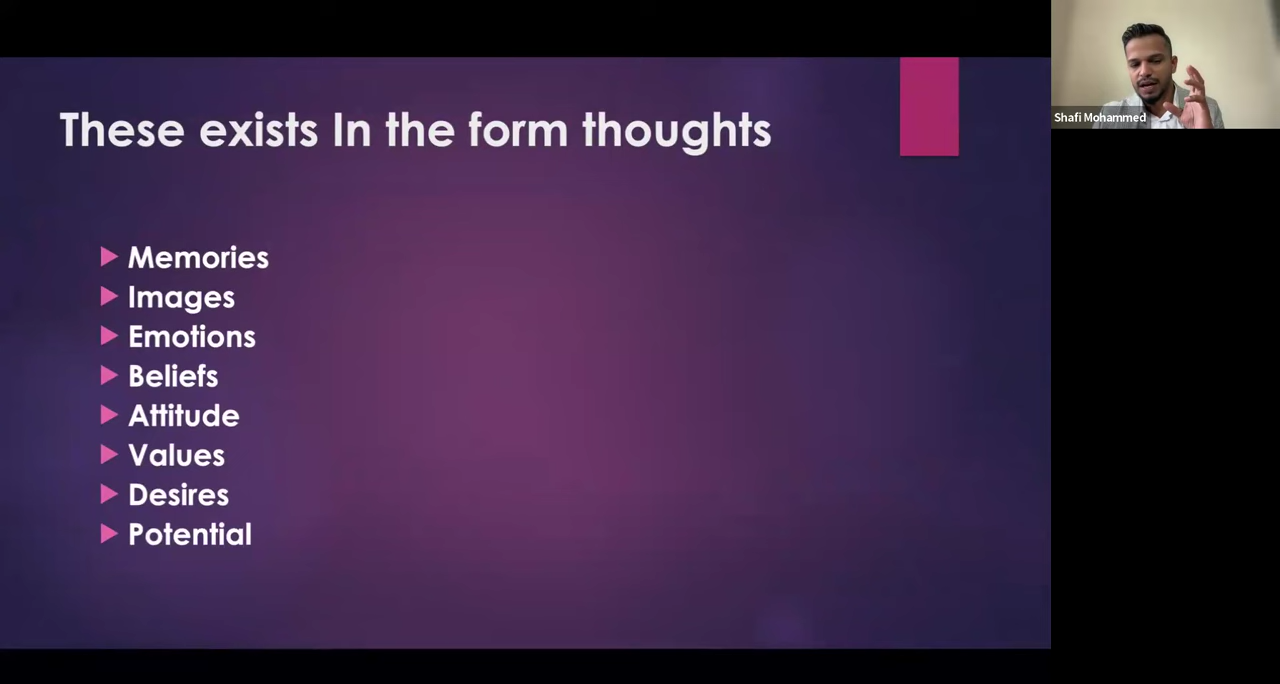 These exists In the form thoughts
Memories
Images
Emotions
Beliefs
Attitude
Values
Desires
Potential
Shafi Mohammed